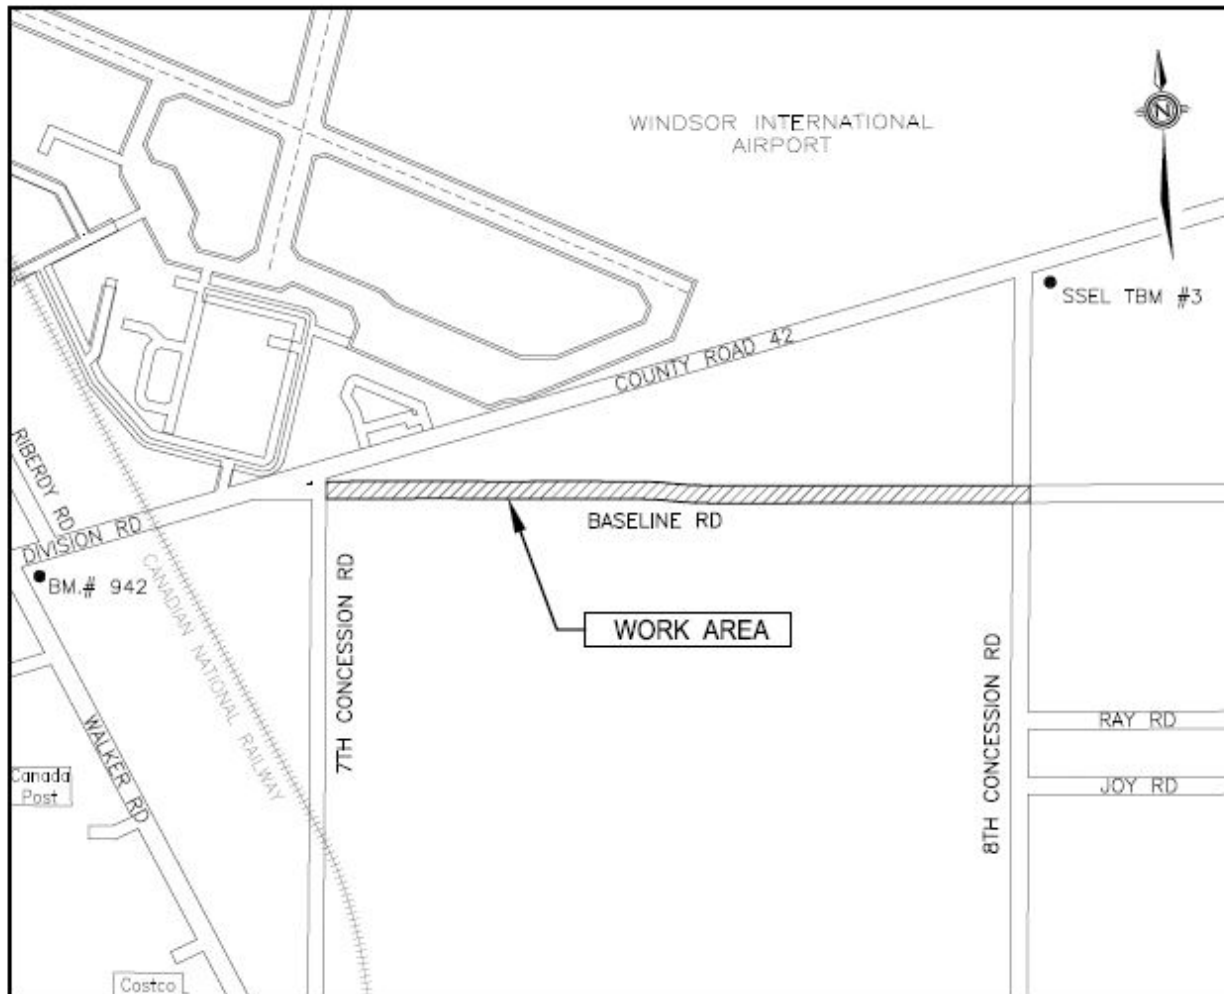 WINDSOR INTERNATIONAL
AIRPORT
N
SSEL TBM #3
COUNTY ROAD 42
RIBERDY RD
DIVISION RD
BASELINE RD
BM.# 942
CANADIAN NATIONAL RAILWAY
7TH CONCESSION RD
WORK AREA
8TH CONCESSION RD
WALKER RD
RAY RD
Canada
Post
JOY RD
Costco